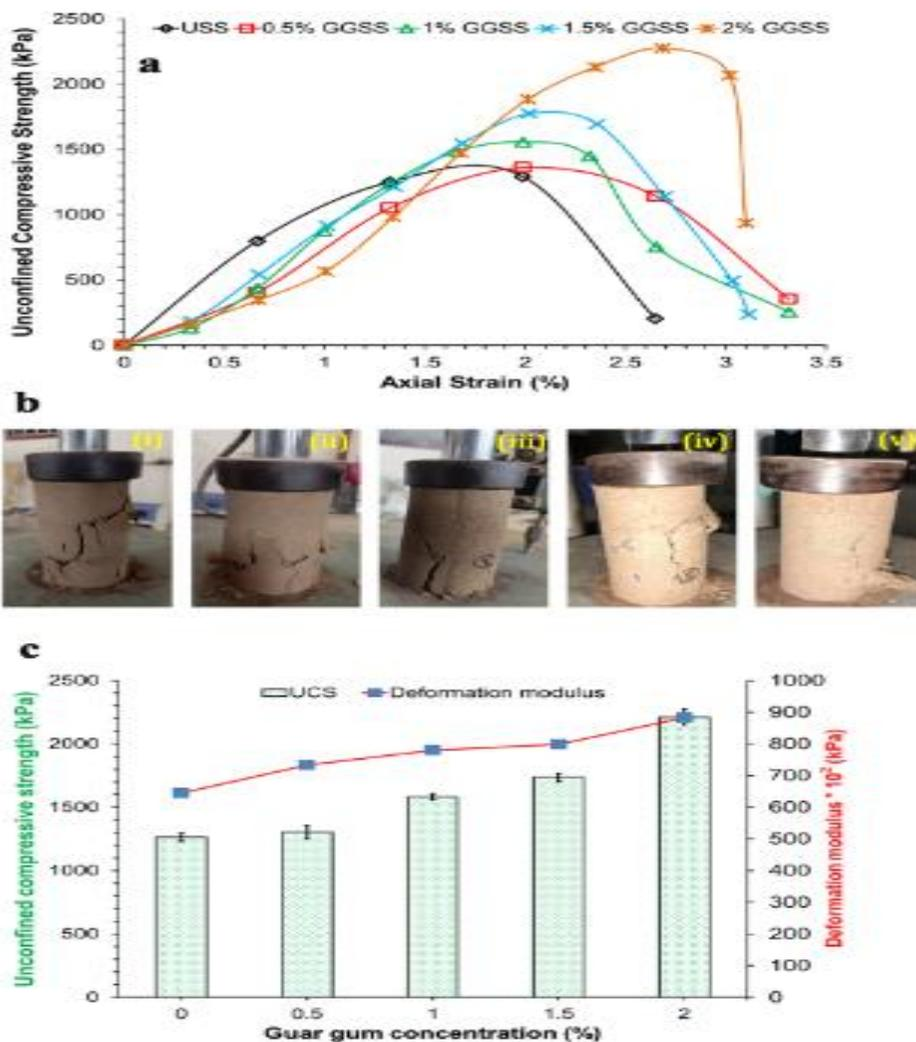 USS 0.5% GGSS 1% GGSS 1.5% GGSS 2% GGSS
a
Unconfined Compressive Strength (kPa)
2500
2000
1500
1000
500
0
0 0.5 1 1.5 2 2.5 3 3.5
Axial Strain (%)
b
(i) (ii) (iii) (iv) (v)
c
UCS Deformation modulus
Unconfined compressive strength (kPa)
2500
2000
1500
1000
500
0
1000
900
800
700
600
500
400
300
200
100
0
Deformation modulus * 10² (kPa)
0 0.5 1 1.5 2
Guar gum concentration (%)